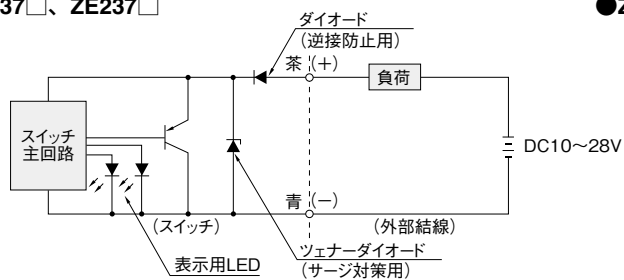 37□、ZE237□
●Z
ダイオード
(逆接防止用)
茶 (+)
負荷
スイッチ
主回路
DC10～28V
青 (−)
(スイッチ)
(外部結線)
表示用LED
ツェナーダイオード
(サージ対策用)